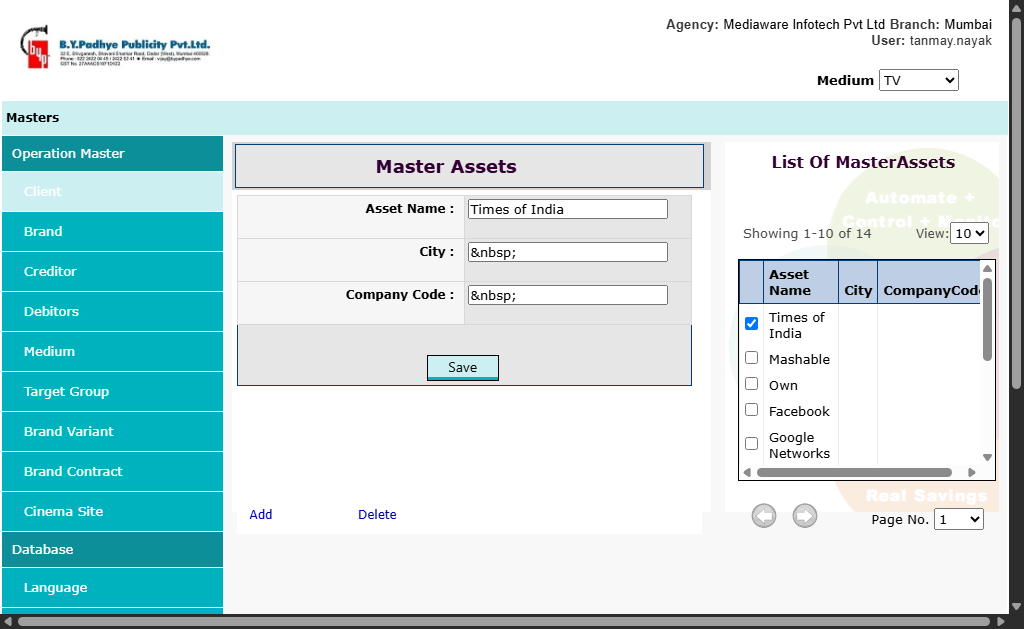 Agency: Mediaware Infotech Pvt Ltd Branch: Mumbai
User: tanmay.nayak
B.Y.Padhye Publicity Pvt.Ltd.
Medium TV
Masters
Operation Master
Client
Brand
Creditor
Debitors
Medium
Target Group
Brand Variant
Brand Contract
Cinema Site
Database
Language
Master Assets
Asset Name : Times of India
City : &nbsp;
Company Code : &nbsp;
Save
Add Delete
List Of MasterAssets
Automate +
Control + Monitor
Showing 1-10 of 14 View: 10
Asset Name City CompanyCode
Times of
India
Mashable
Own
Facebook
Google
Networks
Real Savings
Page No. 1